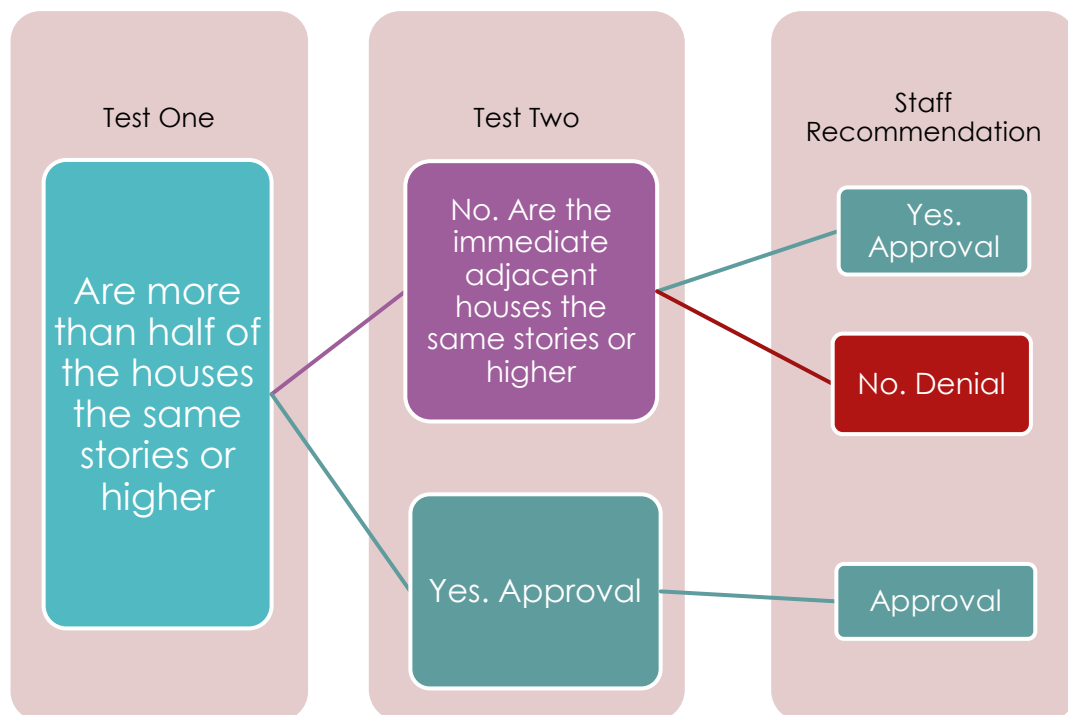 Test One
Are more
than half of
the houses
the same
stories or
higher
Test Two
No. Are the
immediate
adjacent
houses the
same stories or
higher
Yes. Approval
Staff
Recommendation
Yes.
Approval
No. Denial
Approval